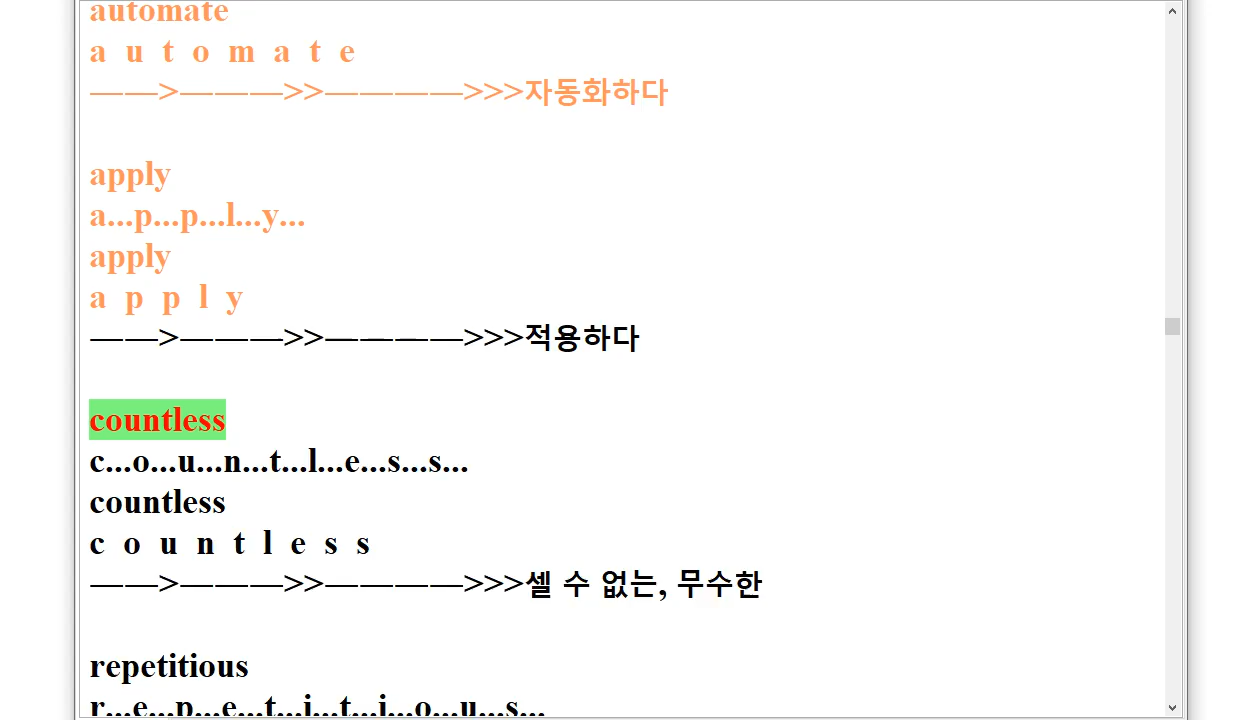 automate
a u t o m a t e
——>———>>————>>>자동화하다
apply
a...p...p...l...y...
apply
a p p l y
——>———>>————>>>적용하다
countless
c...o...u...n...t...l...e...s...s...
countless
c o u n t l e s s
——>———>>————>>>셀 수 없는, 무수한
repetitious
r...e...p...e...t...i...t...i...o...u...s...